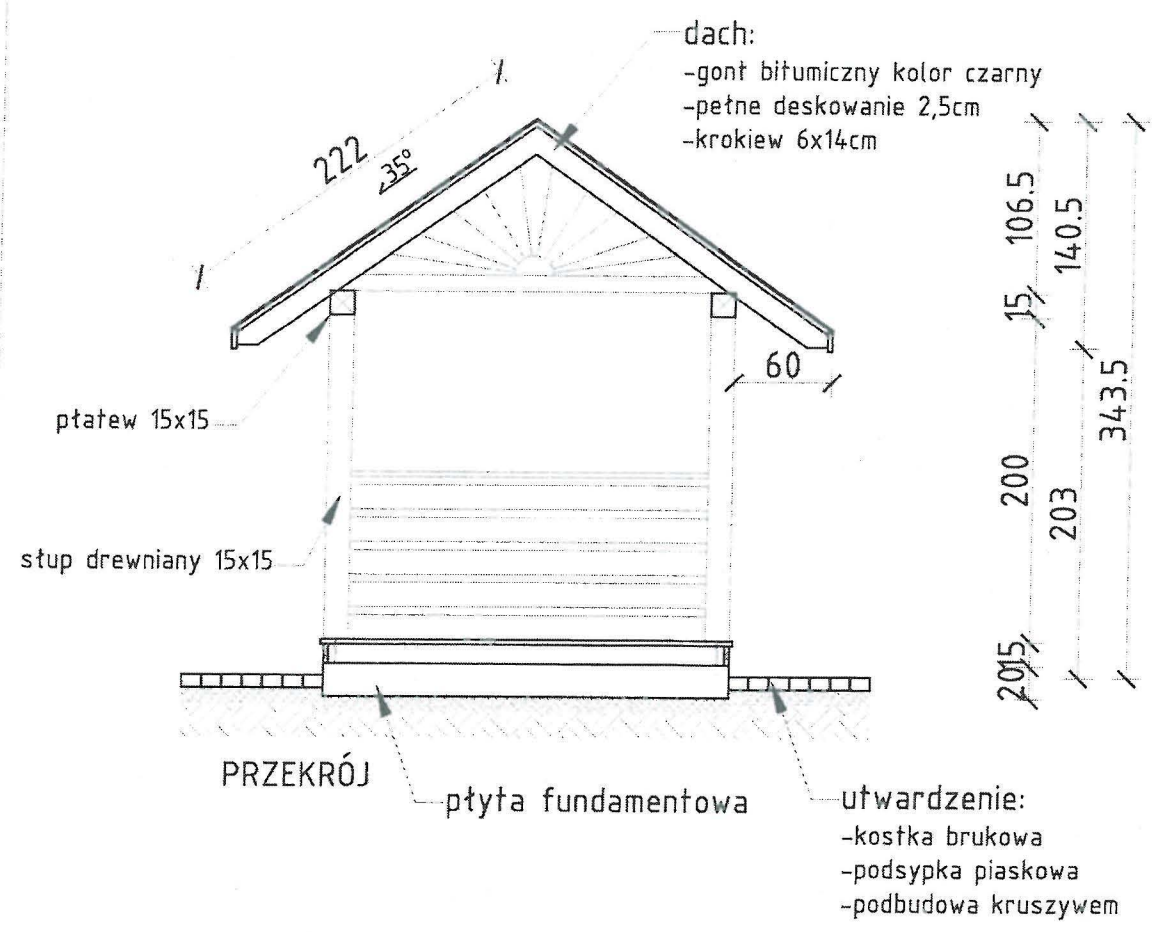 dach:
-gont bitumiczny kolor czarny
-pełne deskowanie 2,5cm
-krokiew 6x14cm
222
35°
106.5
140.5
15
60
343.5
płatew 15x15
200
203
słup drewniany 15x15
15
20
PRZEKRÓJ
płyta fundamentowa
utwardzenie:
-kostka brukowa
-podsypka piaskowa
-podbudowa kruszywem